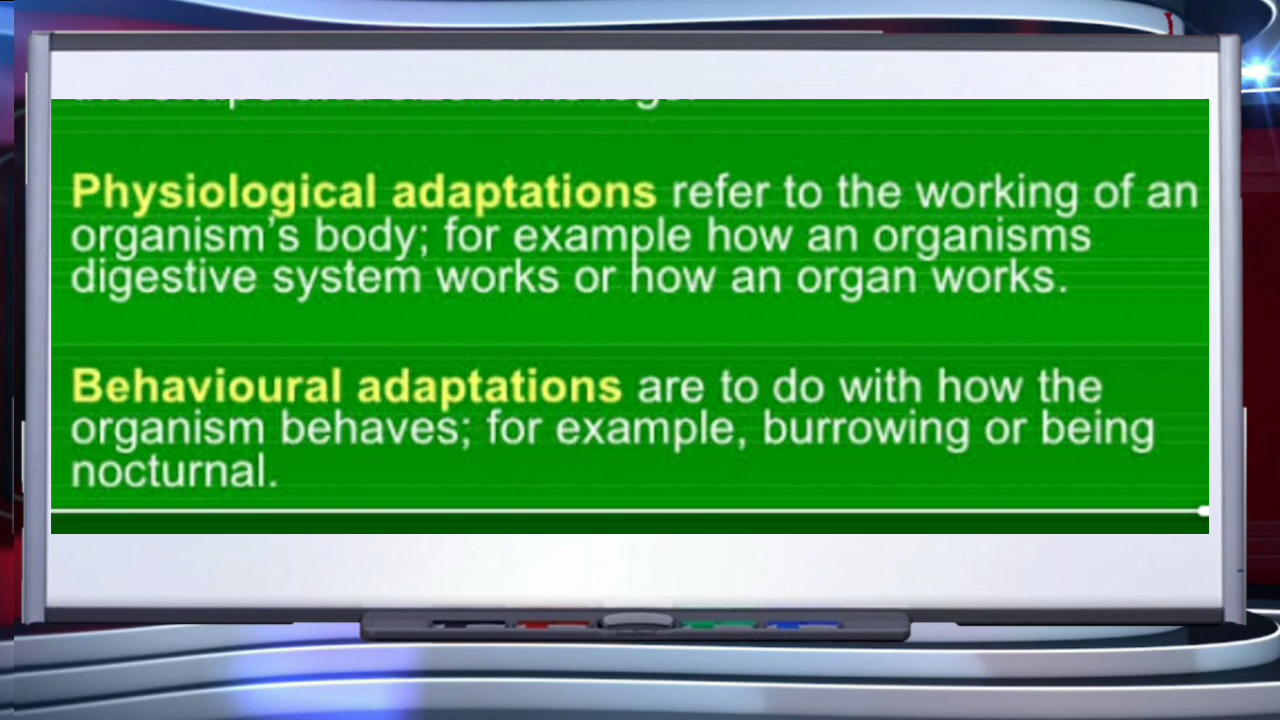 Physiological adaptations refer to the working of an
organism's body; for example how an organisms
digestive system works or how an organ works.
Behavioural adaptations are to do with how the
organism behaves; for example, burrowing or being
nocturnal.